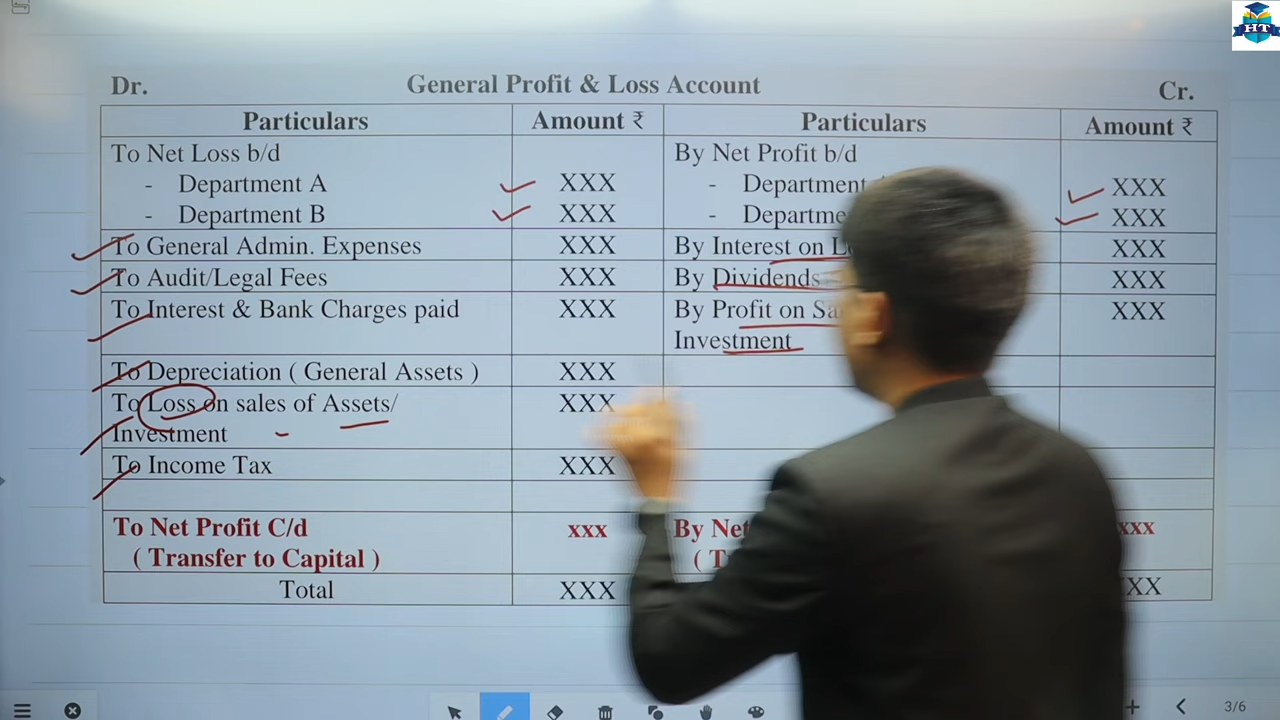 HT
Dr. General Profit & Loss Account Cr.
Particulars Amount ₹ Particulars Amount ₹
To Net Loss b/d By Net Profit b/d
- Department A XXX - Department XXX
- Department B XXX - XXX
To General Admin. Expenses XXX By Interest on XXX
To Audit/Legal Fees XXX By Dividends XXX
To Interest & Bank Charges paid XXX By Profit on XXX
Investment
To Depreciation ( General Assets ) XXX
To Loss on sales of Assets/ XXX
Investment
To Income Tax XXX
To Net Profit C/d xxx By xxx
( Transfer to Capital ) (
Total XXX XX
3/6